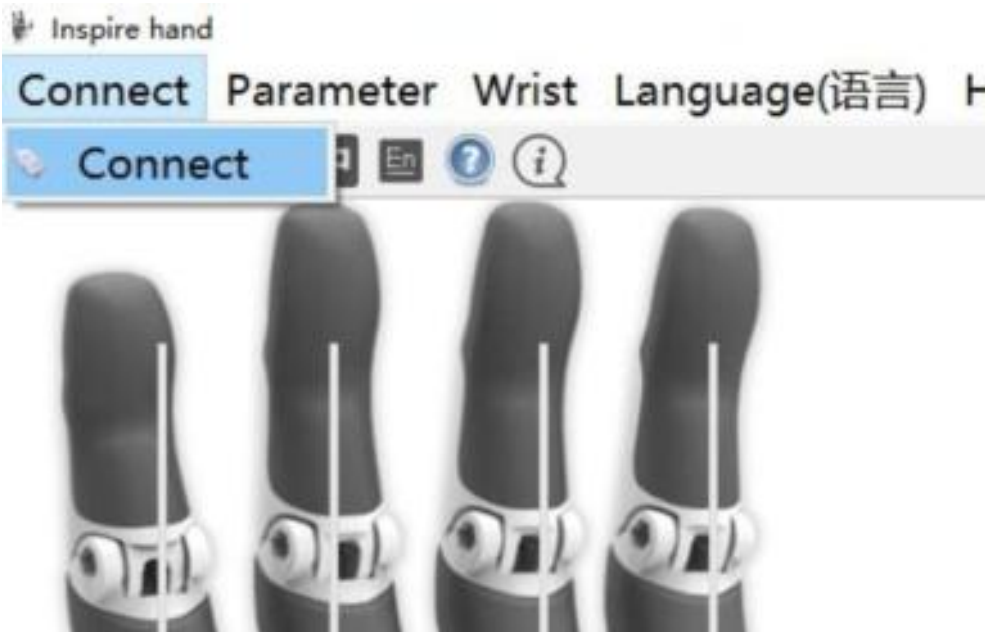 Inspire hand
Connect Parameter Wrist Language(语言) H
Connect
En ? i